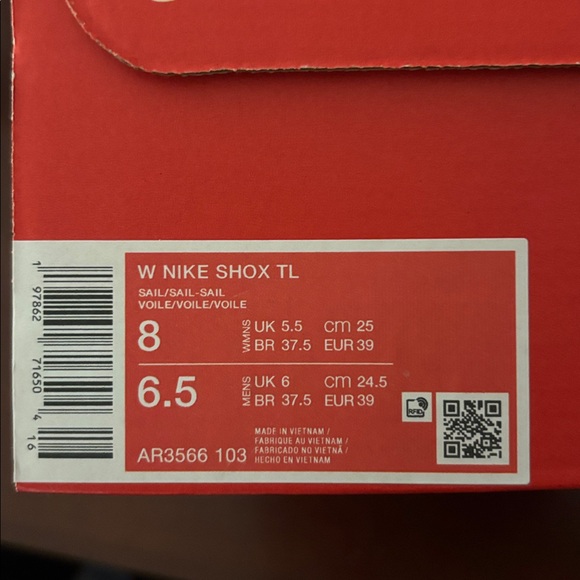 W NIKE SHOX TL
SAIL/SAIL-SAIL
VOILE/VOILE/VOILE
8 WMNS UK 5.5 CM 25
BR 37.5 EUR 39
6.5 MENS UK 6 CM 24.5
BR 37.5 EUR 39
RFID
AR3566 103
MADE IN VIETNAM /
FABRIQUE AU VIETNAM /
FABRICADO NO VIETNÃ /
HECHO EN VIETNAM
1 97862 71650 4 16